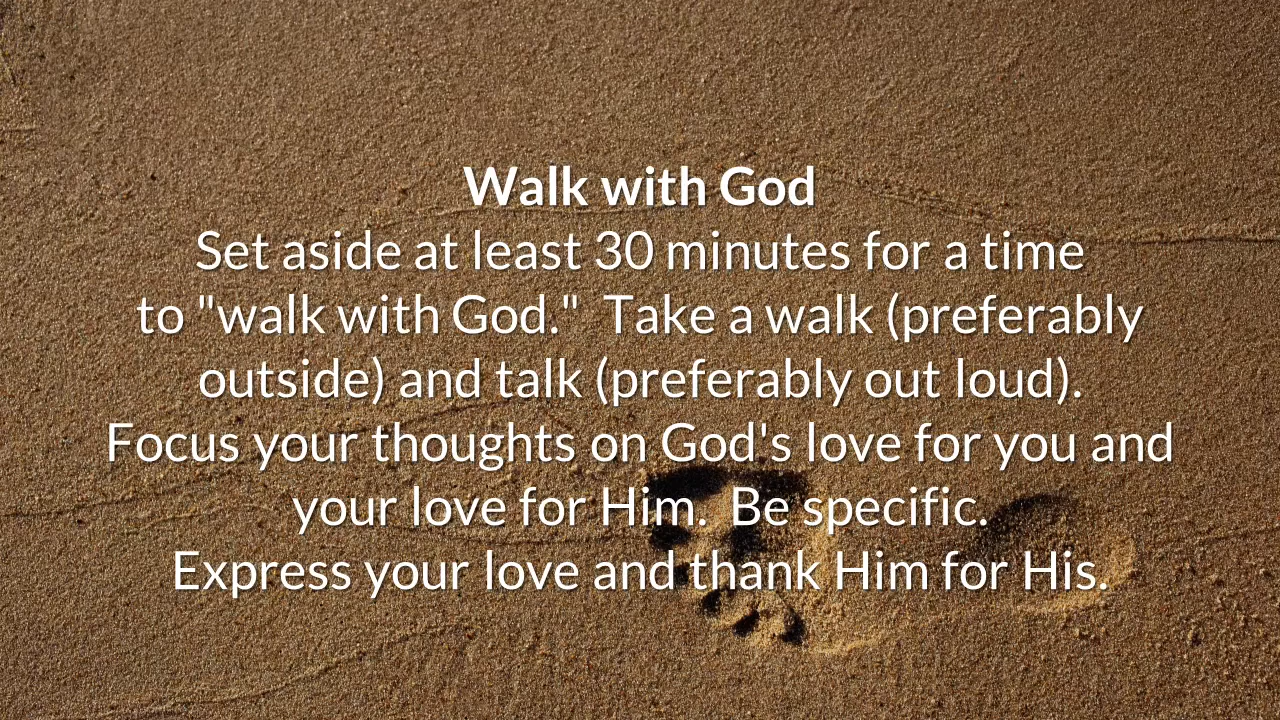 Walk with God
Set aside at least 30 minutes for a time
to "walk with God."  Take a walk (preferably
outside) and talk (preferably out loud).
Focus your thoughts on God's love for you and
your love for Him.  Be specific.
Express your love and thank Him for His.